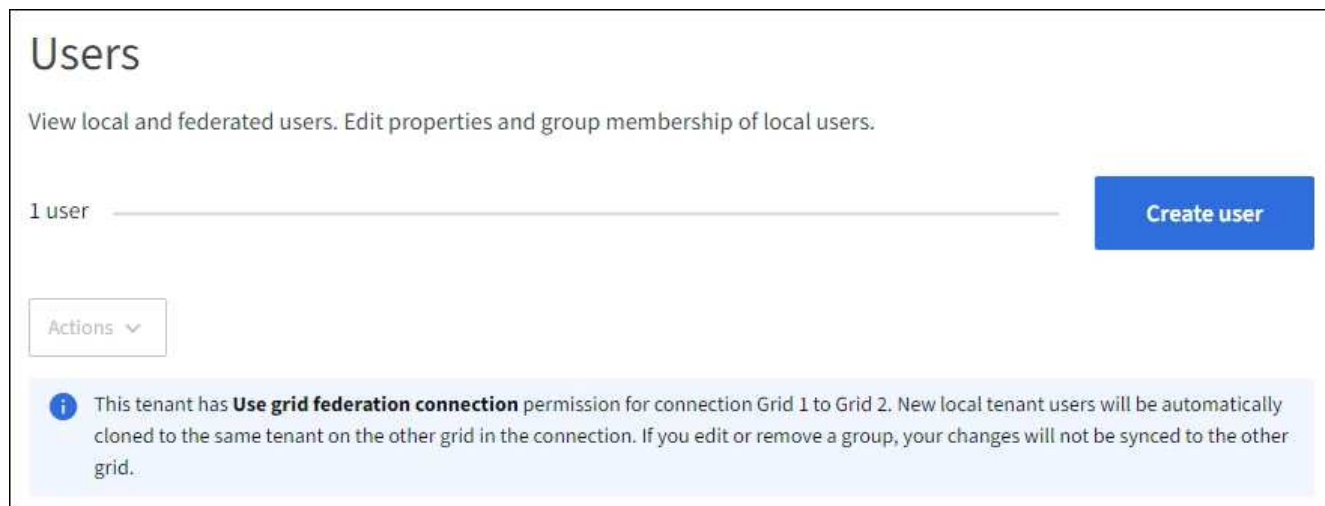 Users
View local and federated users. Edit properties and group membership of local users.
1 user
Create user
Actions
This tenant has Use grid federation connection permission for connection Grid 1 to Grid 2. New local tenant users will be automatically
cloned to the same tenant on the other grid in the connection. If you edit or remove a group, your changes will not be synced to the other
grid.